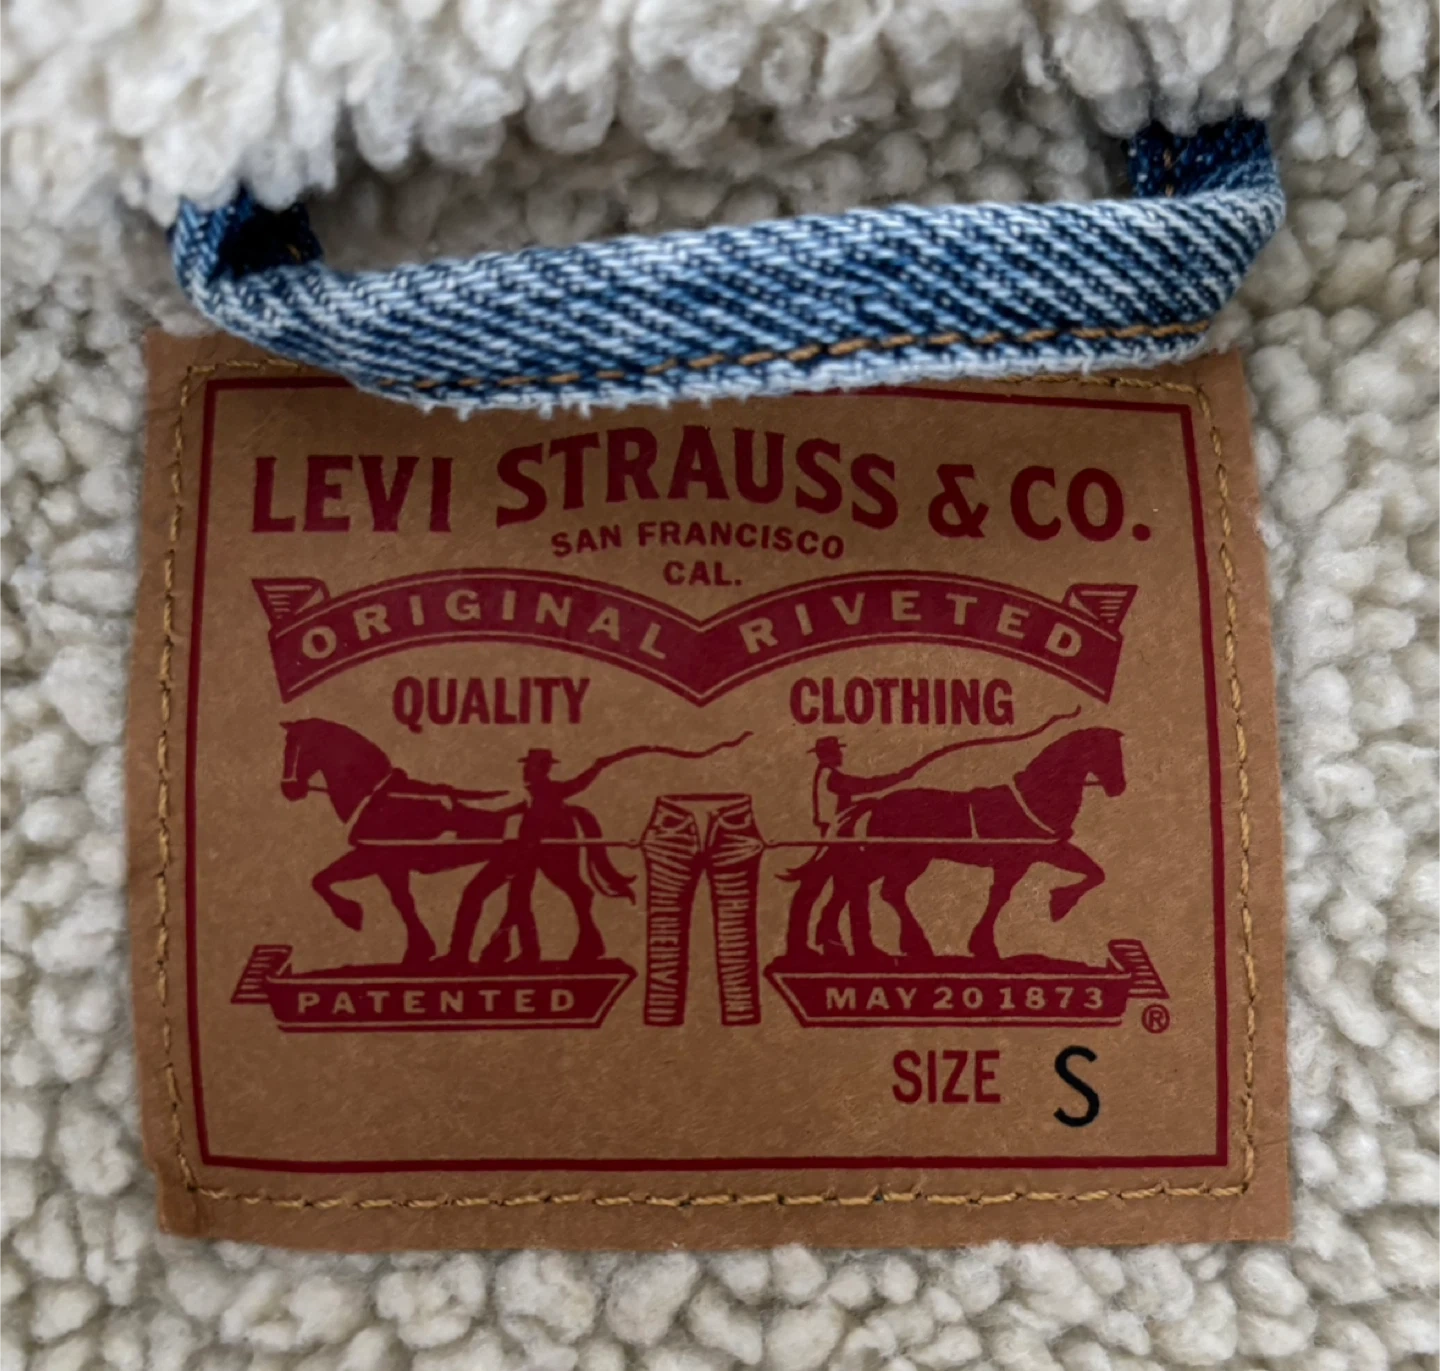 LEVI STRAUSS & CO.
SAN FRANCISCO
CAL.
ORIGINAL RIVETED
QUALITY CLOTHING
PATENTED MAY 20 1873 ®
SIZE S